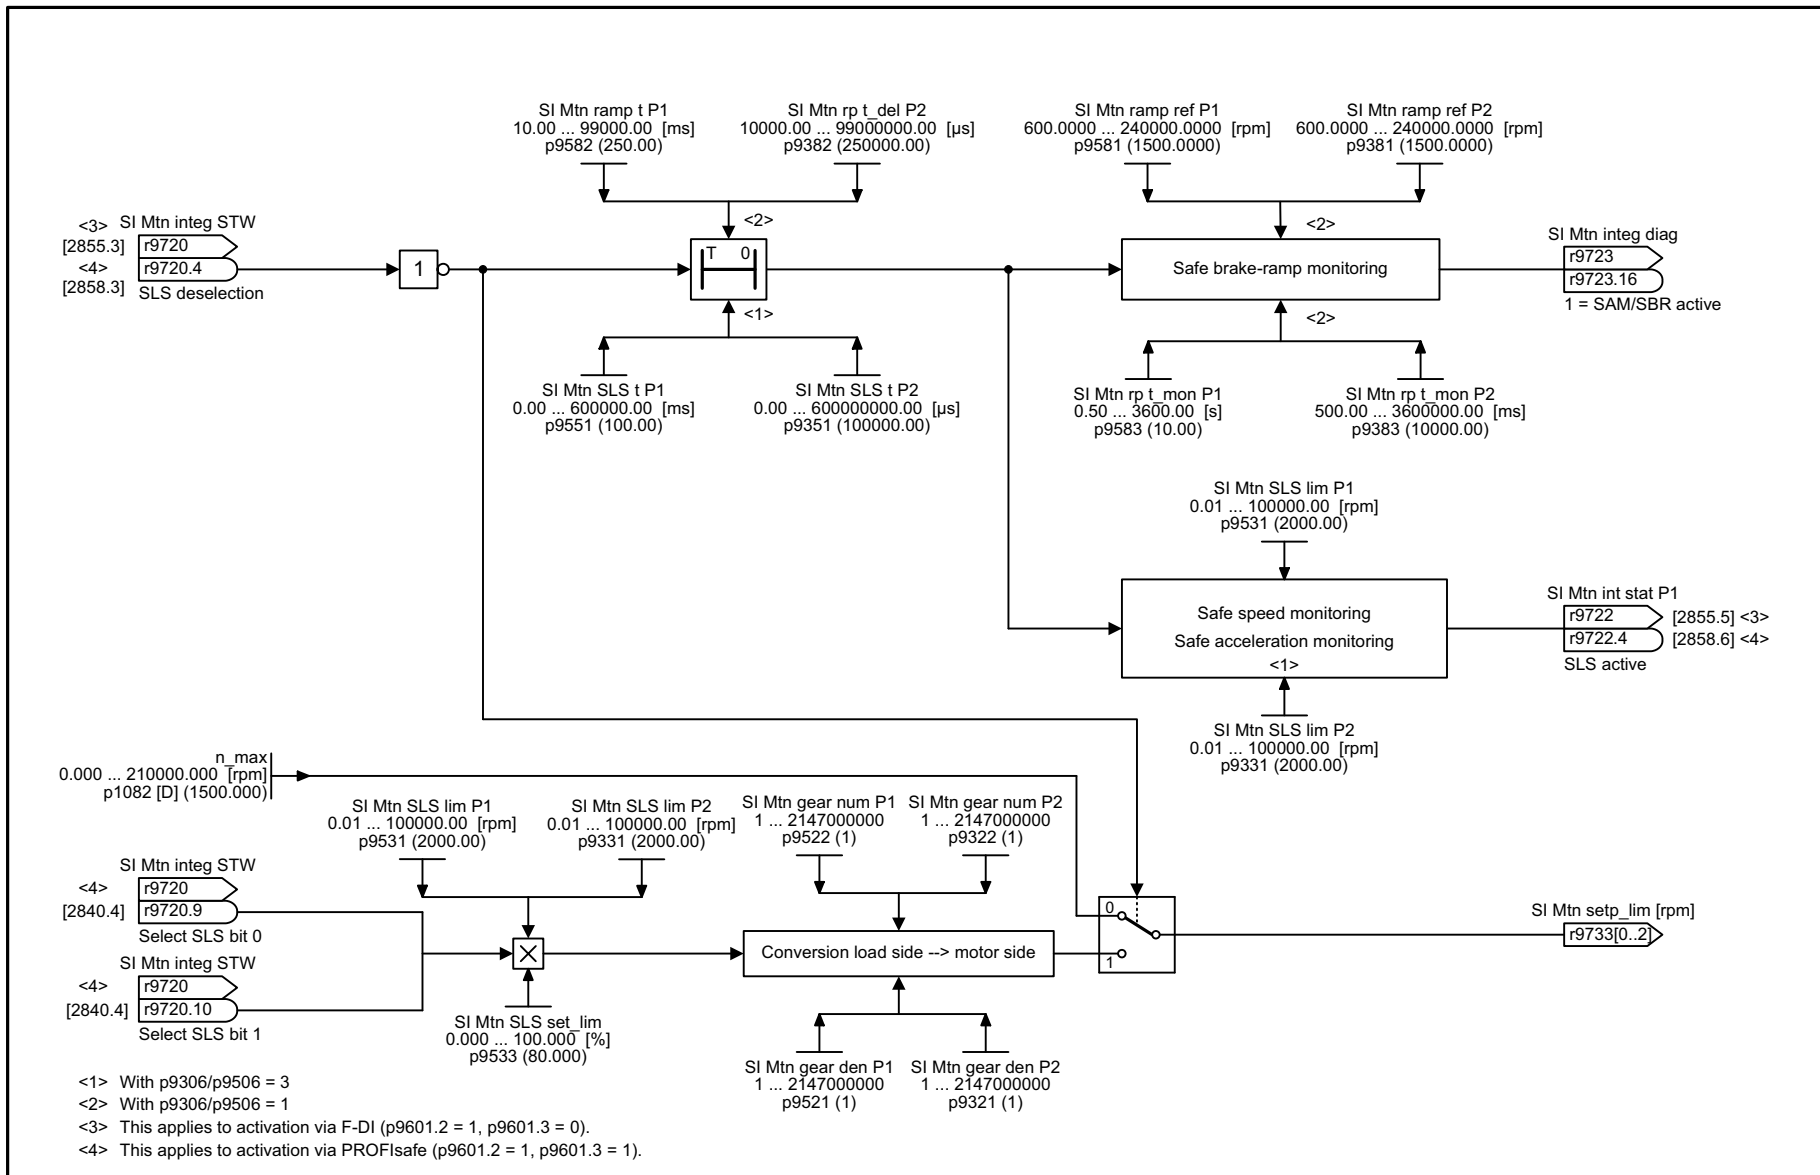 SI Mtn ramp t P1
10.00 ... 99000.00 [ms]
p9582 (250.00)
SI Mtn rp t_del P2
10000.00 ... 99000000.00 [µs]
p9382 (250000.00)
SI Mtn ramp ref P1
600.0000 ... 240000.0000 [rpm]
p9581 (1500.0000)
SI Mtn ramp ref P2
600.0000 ... 240000.0000 [rpm]
p9381 (1500.0000)
<3> SI Mtn integ STW
[2855.3] r9720
<4> r9720.4
[2858.3] SLS deselection
1
<2>
T 0
<1>
<2>
Safe brake-ramp monitoring
<2>
SI Mtn integ diag
r9723
r9723.16
1 = SAM/SBR active
SI Mtn SLS t P1
0.00 ... 600000.00 [ms]
p9551 (100.00)
SI Mtn SLS t P2
0.00 ... 600000000.00 [µs]
p9351 (100000.00)
SI Mtn rp t_mon P1
0.50 ... 3600.00 [s]
p9583 (10.00)
SI Mtn rp t_mon P2
500.00 ... 3600000.00 [ms]
p9383 (10000.00)
SI Mtn SLS lim P1
0.01 ... 100000.00 [rpm]
p9531 (2000.00)
Safe speed monitoring
Safe acceleration monitoring
<1>
SI Mtn int stat P1
r9722 [2855.5] <3>
r9722.4 [2858.6] <4>
SLS active
SI Mtn SLS lim P2
0.01 ... 100000.00 [rpm]
p9331 (2000.00)
n_max
0.000 ... 210000.000 [rpm]
p1082 [D] (1500.000)
SI Mtn SLS lim P1
0.01 ... 100000.00 [rpm]
p9531 (2000.00)
SI Mtn SLS lim P2
0.01 ... 100000.00 [rpm]
p9331 (2000.00)
SI Mtn gear num P1
1 ... 2147000000
p9522 (1)
SI Mtn gear num P2
1 ... 2147000000
p9322 (1)
SI Mtn integ STW
<4> r9720
[2840.4] r9720.9
Select SLS bit 0
SI Mtn integ STW
<4> r9720
[2840.4] r9720.10
Select SLS bit 1
SI Mtn SLS set_lim
0.000 ... 100.000 [%]
p9533 (80.000)
Conversion load side --> motor side
SI Mtn gear den P1
1 ... 2147000000
p9521 (1)
SI Mtn gear den P2
1 ... 2147000000
p9321 (1)
0
1
SI Mtn setp_lim [rpm]
r9733[0..2]
<1> With p9306/p9506 = 3
<2> With p9306/p9506 = 1
<3> This applies to activation via F-DI (p9601.2 = 1, p9601.3 = 0).
<4> This applies to activation via PROFIsafe (p9601.2 = 1, p9601.3 = 1).